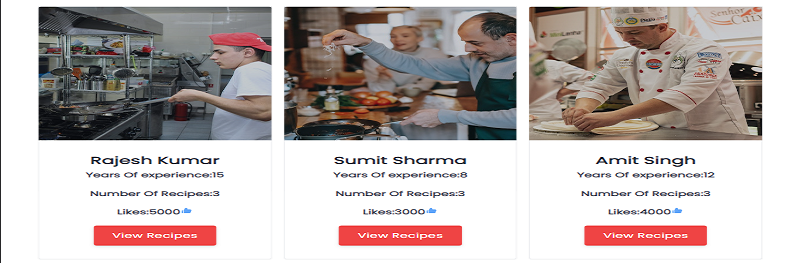 Rajesh Kumar
Years Of experience:15
Number Of Recipes:3
Likes:5000
View Recipes
Sumit Sharma
Years Of experience:8
Number Of Recipes:3
Likes:3000
View Recipes
Senhor
Caix
Amit Singh
Years Of experience:12
Number Of Recipes:3
Likes:4000
View Recipes